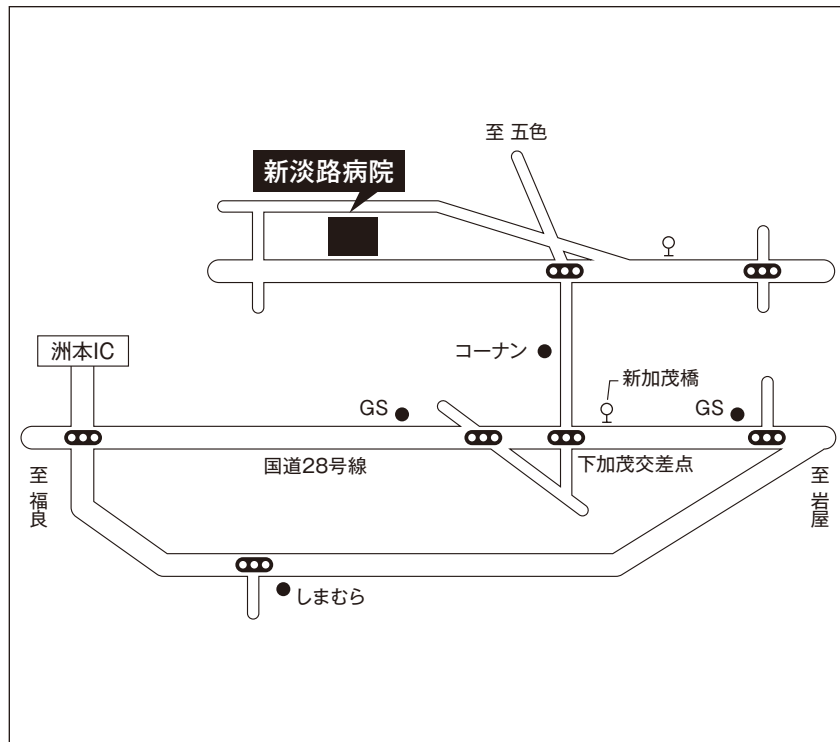 至 五色
新淡路病院
洲本IC
コーナン
新加茂橋
GS
GS
国道28号線
下加茂交差点
至 福良
至 岩屋
しまむら